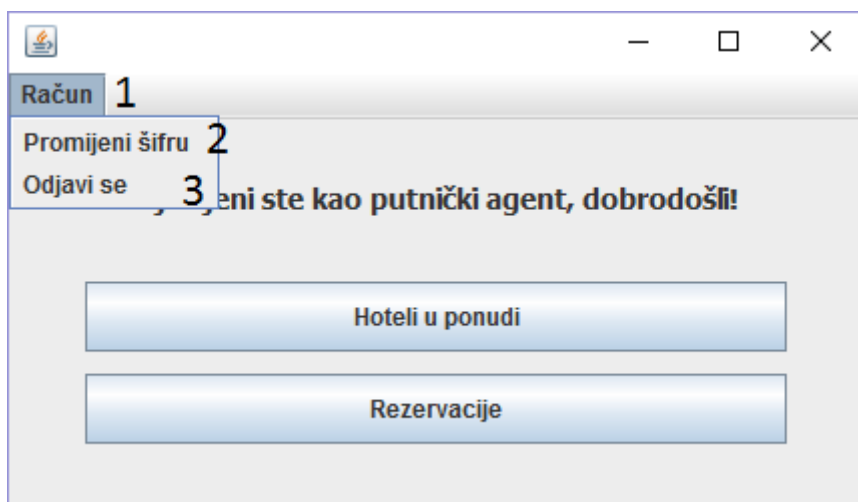 Račun 1
Promijeni šifru 2
Odjavi se 3
ste kao putnički agent, dobrodošli!
Hoteli u ponudi
Rezervacije